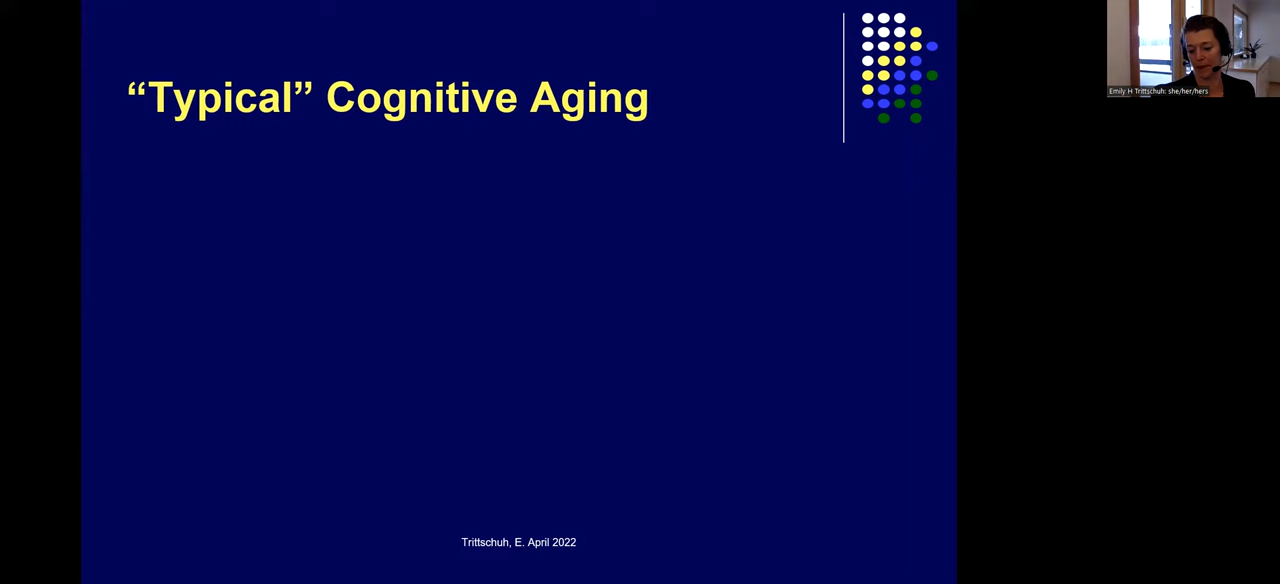 “Typical” Cognitive Aging
Emily H Trittschuh: she/her/hers
Trittschuh, E. April 2022